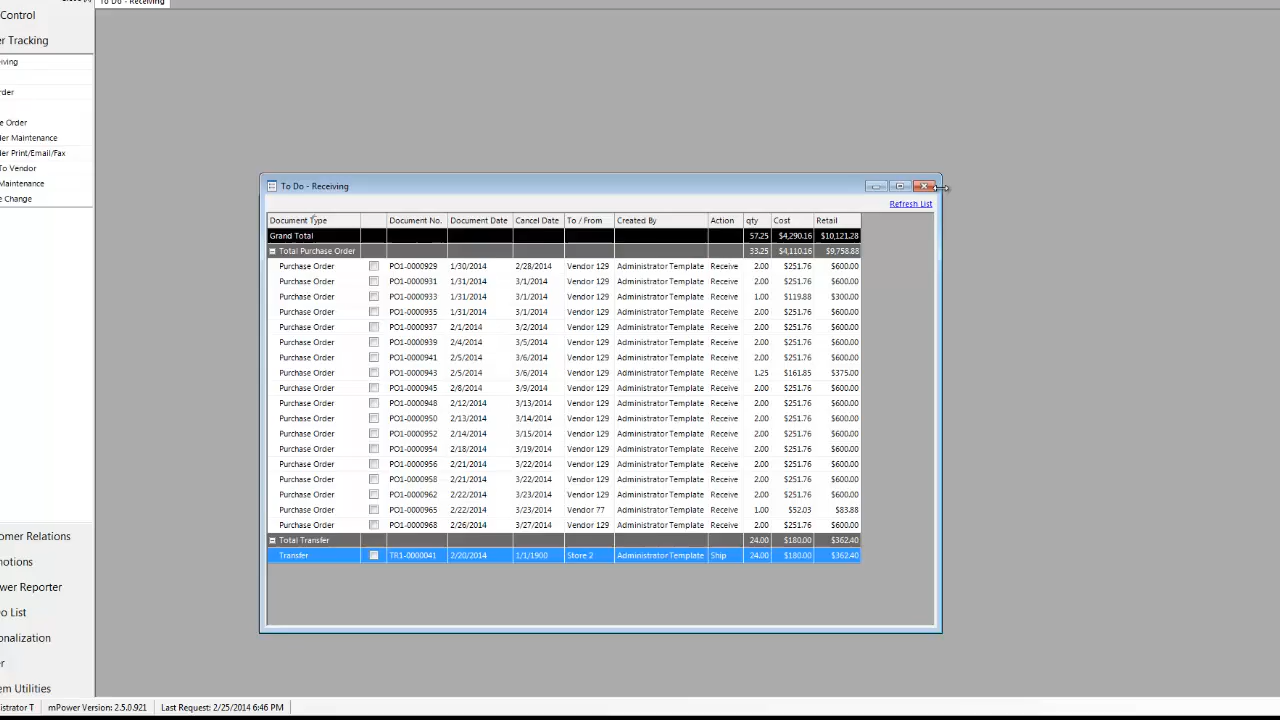 To Do - Receiving
Control
er Tracking
iving
rder
e Order
der Maintenance
der Print/Email/Fax
To Vendor
Maintenance
e Change
omer Relations
otions
wer Reporter
o List
onalization
r
em Utilities
To Do - Receiving
Refresh List
Document Type Document No. Document Date Cancel Date To / From Created By Action qty Cost Retail
Grand Total 57.25 $4,290.16 $10,121.28
Total Purchase Order 33.25 $4,110.16 $9,758.88
Purchase Order PO1-0000929 1/30/2014 2/28/2014 Vendor 129 Administrator Template Receive 2.00 $251.76 $600.00
Purchase Order PO1-0000931 1/31/2014 3/1/2014 Vendor 129 Administrator Template Receive 2.00 $251.76 $600.00
Purchase Order PO1-0000933 1/31/2014 3/1/2014 Vendor 129 Administrator Template Receive 1.00 $119.88 $300.00
Purchase Order PO1-0000935 1/31/2014 3/1/2014 Vendor 129 Administrator Template Receive 2.00 $251.76 $600.00
Purchase Order PO1-0000937 2/1/2014 3/2/2014 Vendor 129 Administrator Template Receive 2.00 $251.76 $600.00
Purchase Order PO1-0000939 2/4/2014 3/5/2014 Vendor 129 Administrator Template Receive 2.00 $251.76 $600.00
Purchase Order PO1-0000941 2/5/2014 3/6/2014 Vendor 129 Administrator Template Receive 2.00 $251.76 $600.00
Purchase Order PO1-0000943 2/5/2014 3/6/2014 Vendor 129 Administrator Template Receive 1.25 $161.85 $375.00
Purchase Order PO1-0000945 2/8/2014 3/9/2014 Vendor 129 Administrator Template Receive 2.00 $251.76 $600.00
Purchase Order PO1-0000948 2/12/2014 3/13/2014 Vendor 129 Administrator Template Receive 2.00 $251.76 $600.00
Purchase Order PO1-0000950 2/13/2014 3/14/2014 Vendor 129 Administrator Template Receive 2.00 $251.76 $600.00
Purchase Order PO1-0000952 2/14/2014 3/15/2014 Vendor 129 Administrator Template Receive 2.00 $251.76 $600.00
Purchase Order PO1-0000954 2/18/2014 3/19/2014 Vendor 129 Administrator Template Receive 2.00 $251.76 $600.00
Purchase Order PO1-0000956 2/21/2014 3/22/2014 Vendor 129 Administrator Template Receive 2.00 $251.76 $600.00
Purchase Order PO1-0000958 2/21/2014 3/22/2014 Vendor 129 Administrator Template Receive 2.00 $251.76 $600.00
Purchase Order PO1-0000962 2/22/2014 3/23/2014 Vendor 129 Administrator Template Receive 2.00 $251.76 $600.00
Purchase Order PO1-0000965 2/22/2014 3/23/2014 Vendor 77 Administrator Template Receive 1.00 $52.03 $83.88
Purchase Order PO1-0000968 2/26/2014 3/27/2014 Vendor 129 Administrator Template Receive 2.00 $251.76 $600.00
Total Transfer 24.00 $180.00 $362.40
Transfer TR1-0000041 2/20/2014 1/1/1900 Store 2 Administrator Template Ship 24.00 $180.00 $362.40
istrator T mPower Version: 2.5.0.921 Last Request: 2/25/2014 6:46 PM